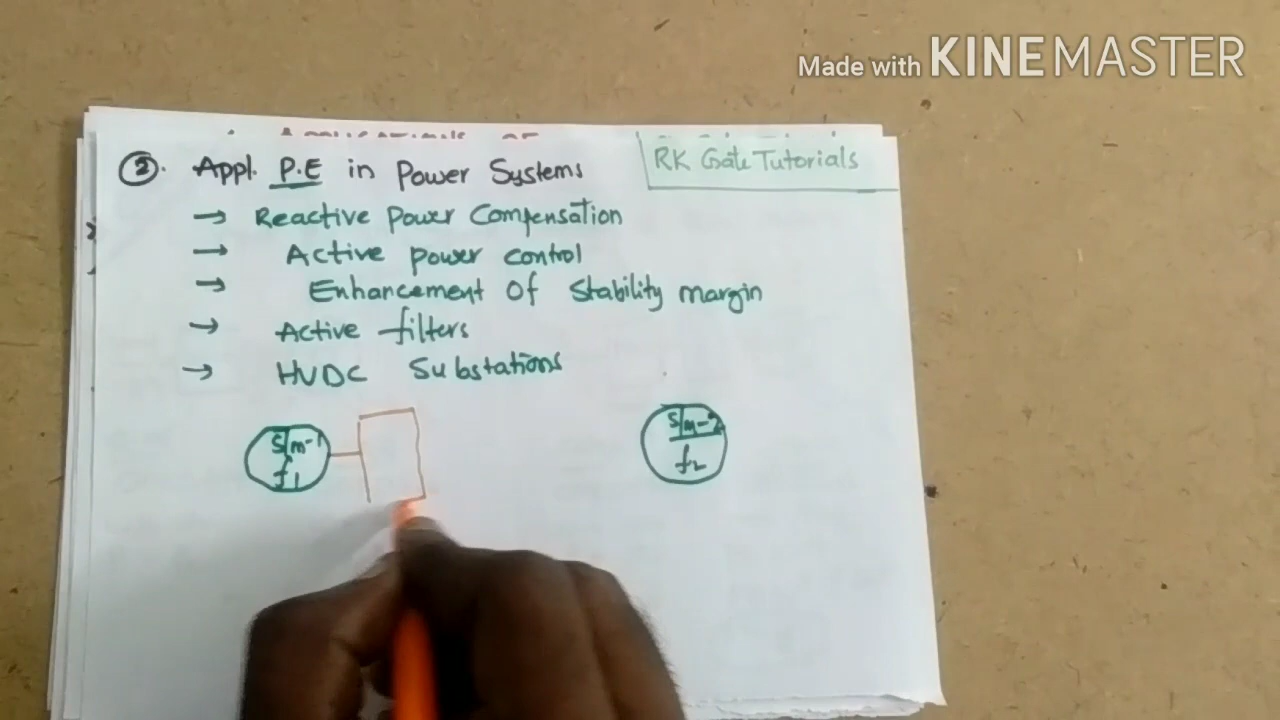 Made with KINEMASTER
②. Appl. P.E in Power Systems
RK Gate Tutorials
→ Reactive Power Compensation
→ Active power control
→ Enhancement Of Stability margin
→ Active filters
→ HVDC Substations
S/m-1
f1
S/m-2
f2